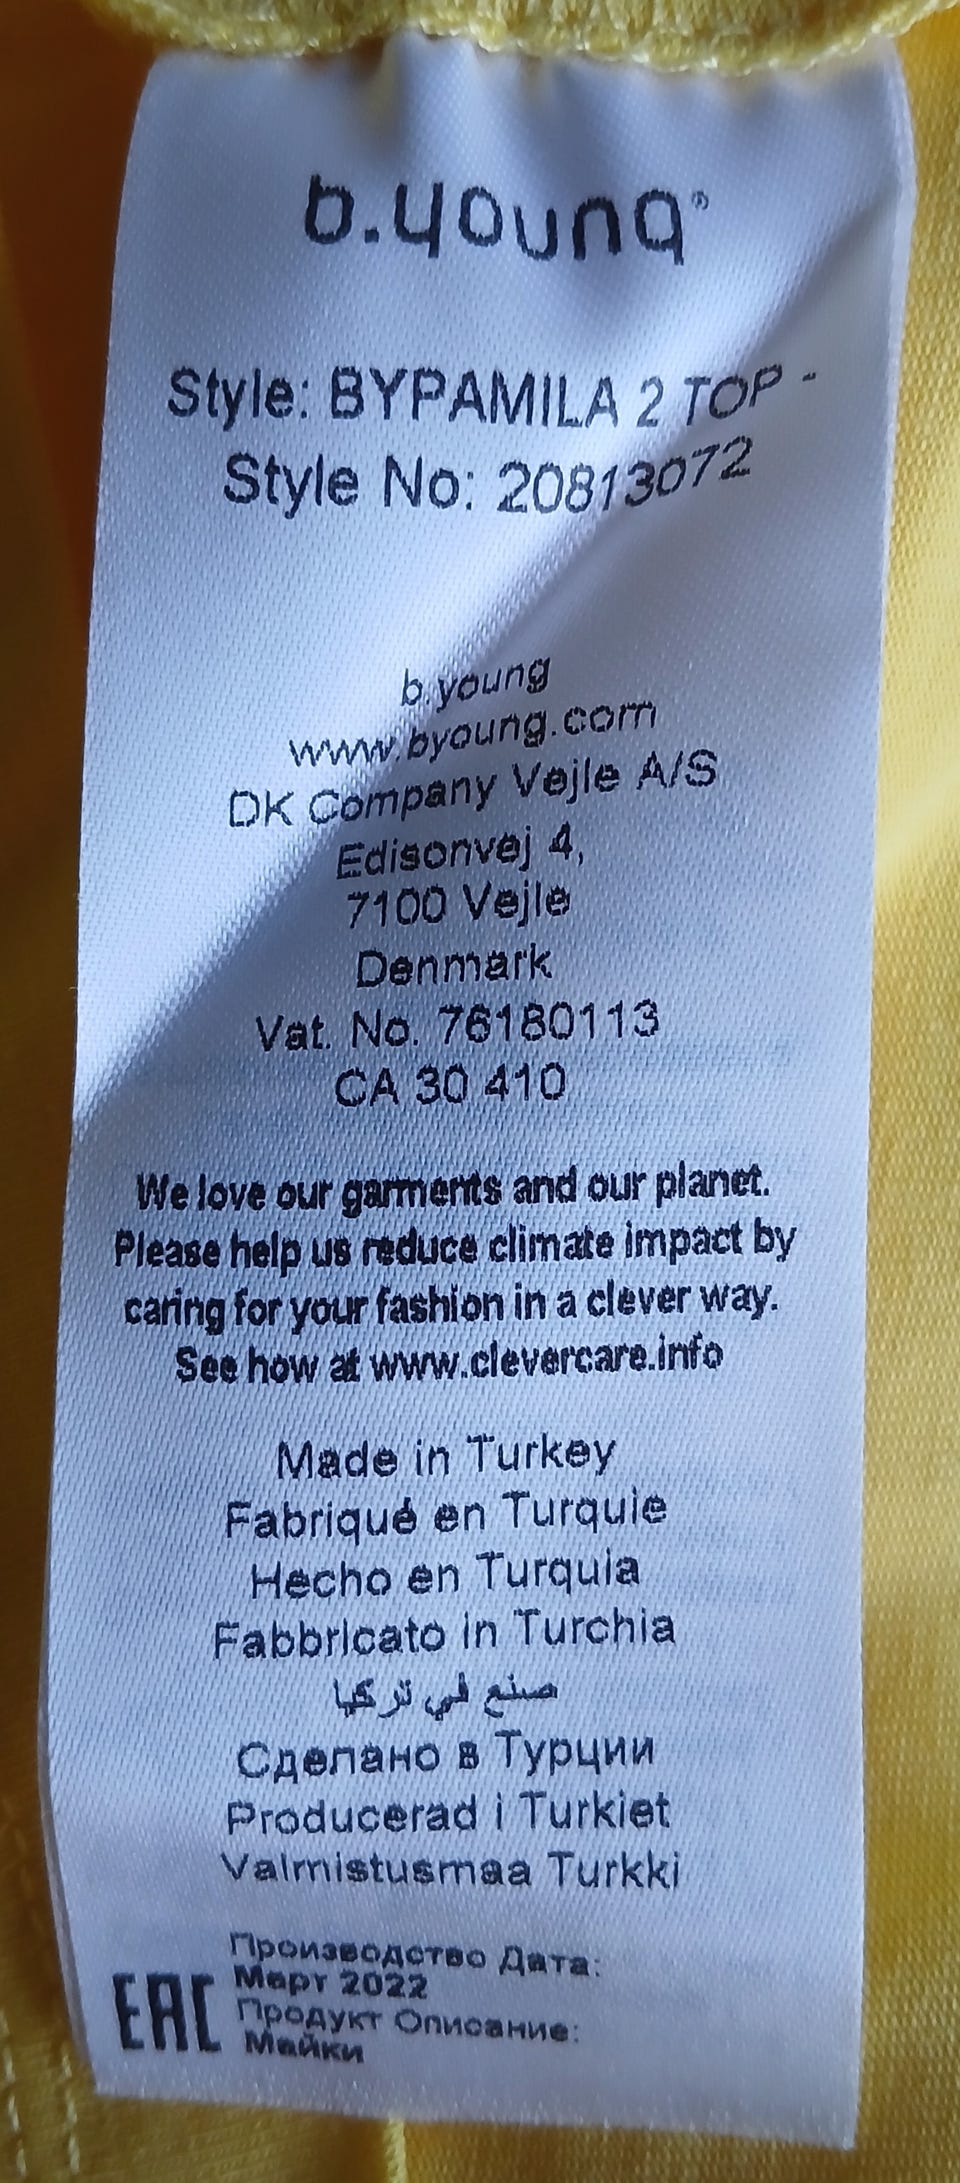 b.young®
Style: BYPAMILA 2 TOP -
Style No: 20813072
b.young
www.byoung.com
DK Company Vejle A/S
Edisonvej 4,
7100 Vejle
Denmark
Vat. No. 76180113
CA 30 410
We love our garments and our planet.
Please help us reduce climate impact by
caring for your fashion in a clever way.
See how at www.clevercare.info
Made in Turkey
Fabriqué en Turquie
Hecho en Turquia
Fabbricato in Turchia
صنع في تركيا
Сделано в Турции
Producerad i Turkiet
Valmistusmaa Turkki
Производство Дата:
Март 2022
EAC Продукт Описание:
Майки